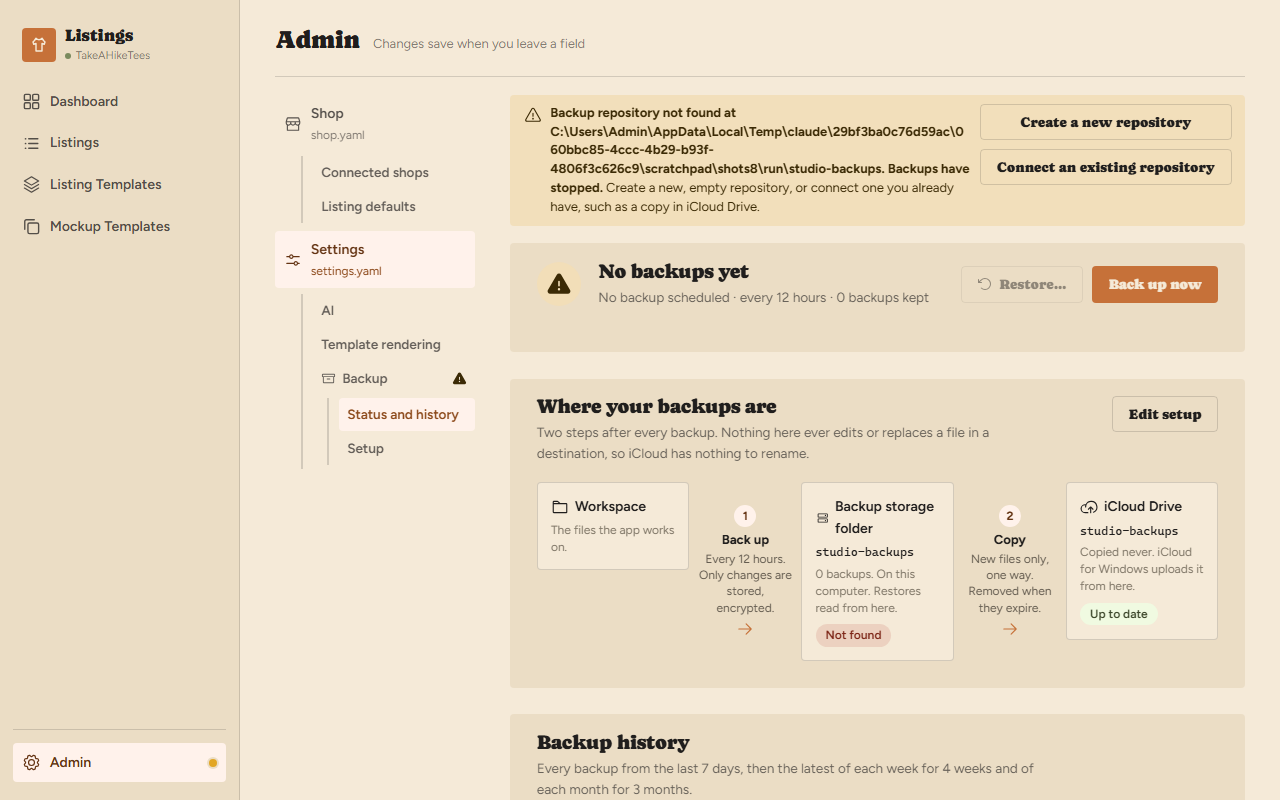 Listings
TakeAHikeTees
Dashboard
Listings
Listing Templates
Mockup Templates
Admin
Admin
Changes save when you leave a field
Shop
shop.yaml
Connected shops
Listing defaults
Settings
settings.yaml
AI
Template rendering
Backup
Status and history
Setup
Backup repository not found at
C:\Users\Admin\AppData\Local\Temp\claude\29bf3ba0c76d59ac\0
60bbc85-4ccc-4b29-b93f-
4806f3c626c9\scratchpad\shots8\run\studio-backups. Backups have
stopped. Create a new, empty repository, or connect one you already
have, such as a copy in iCloud Drive.
Create a new repository
Connect an existing repository
No backups yet
No backup scheduled · every 12 hours · 0 backups kept
Restore...
Back up now
Where your backups are
Two steps after every backup. Nothing here ever edits or replaces a file in a
destination, so iCloud has nothing to rename.
Edit setup
Workspace
The files the app works
on.
1
Back up
Every 12 hours.
Only changes are
stored,
encrypted.
Backup storage
folder
studio-backups
0 backups. On this
computer. Restores
read from here.
Not found
2
Copy
New files only,
one way.
Removed when
they expire.
iCloud Drive
studio-backups
Copied never. iCloud
for Windows uploads it
from here.
Up to date
Backup history
Every backup from the last 7 days, then the latest of each week for 4 weeks and of
each month for 3 months.